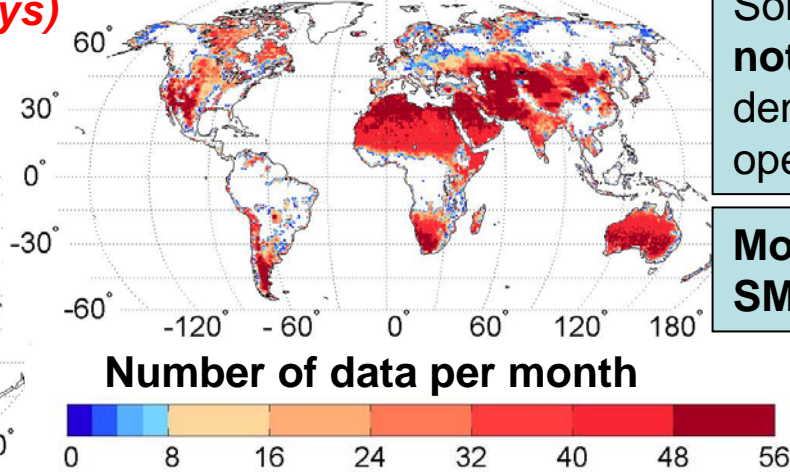 ys)
60°
30°
0°
-30°
-60°
-120° - 60° 0° 60° 120° 180°
Number of data per month
0 8 16 24 32 40 48 56
0°
not
der
ope
Mo
SM